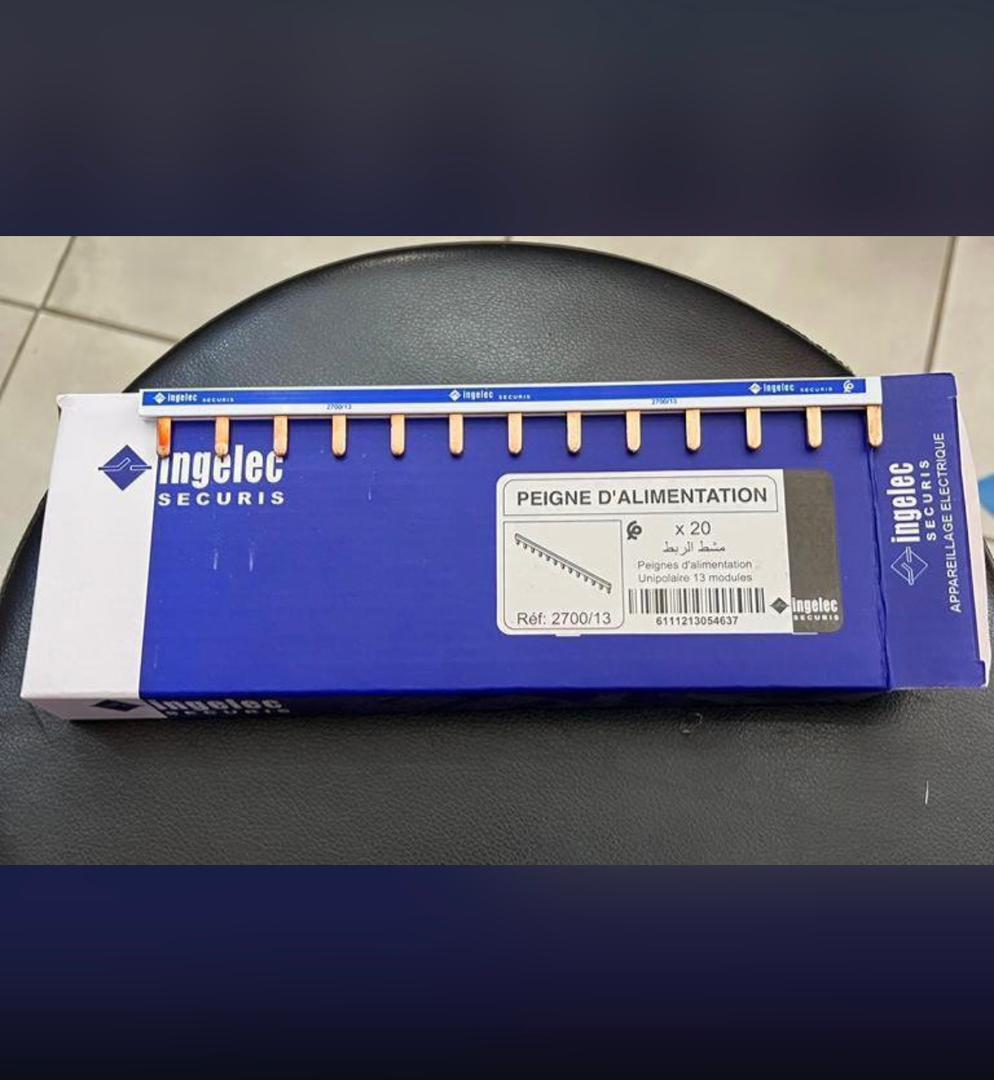 ingelec SECURIS
ingelec SECURIS
ingelec SECURIS
2700/13
2700/13
ingelec
SECURIS
PEIGNE D'ALIMENTATION
x 20
مشط الربط
Peignes d'alimentation
Unipolaire 13 modules
Réf: 2700/13
6111213054637
ingelec
SECURIS
ingelec
SECURIS
APPAREILLAGE ELECTRIQUE
ingelec
SECURIS